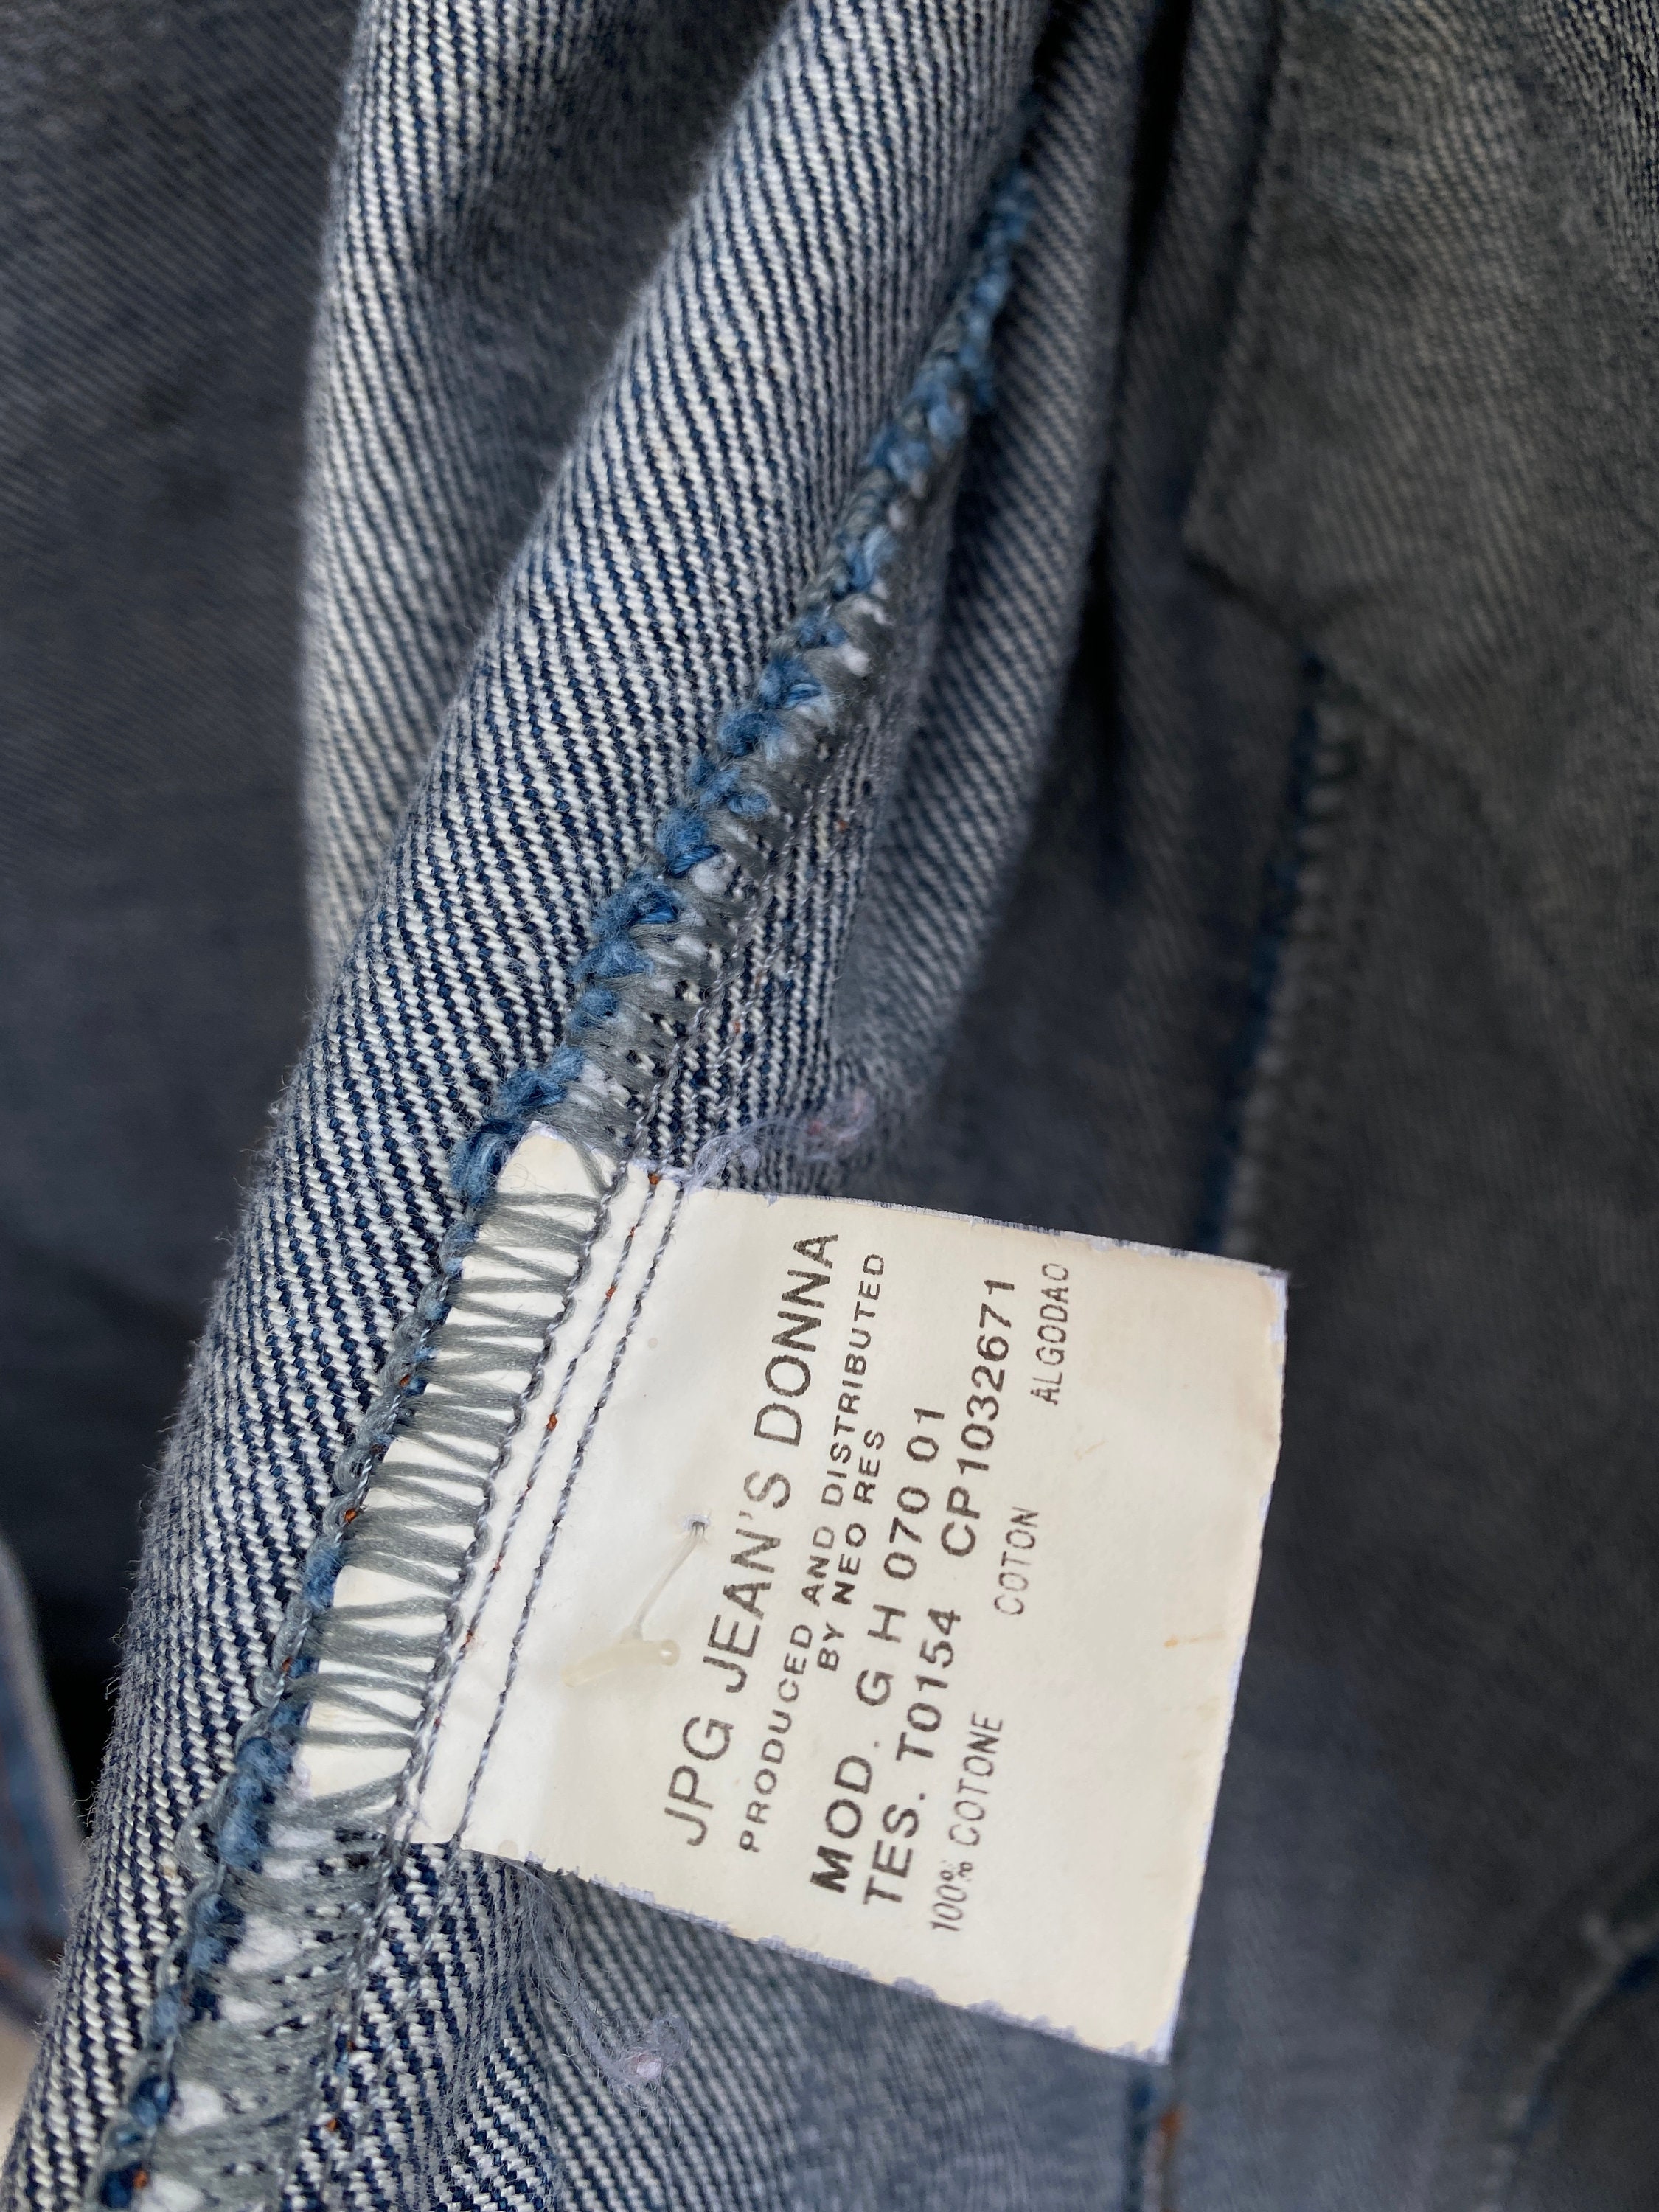 JPG JEAN'S DONNA
PRODUCED AND DISTRIBUTED
BY NEO RES
MOD. G H 070 01
TES. T0154 CP1032671
100% COTONE COTON ALGODAO